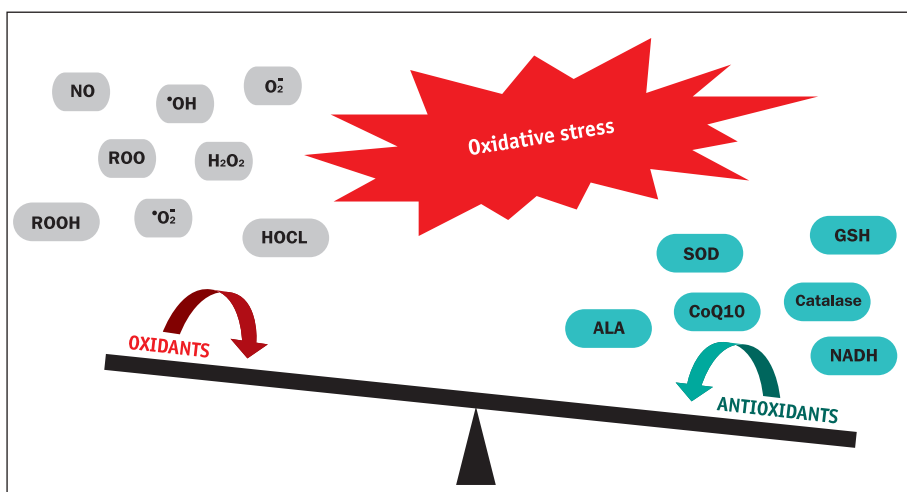 NO
•OH
O₂⁻
Oxidative stress
ROO
H₂O₂
ROOH
•O₂⁻
HOCL
GSH
SOD
Catalase
CoQ10
ALA
NADH
OXIDANTS
ANTIOXIDANTS